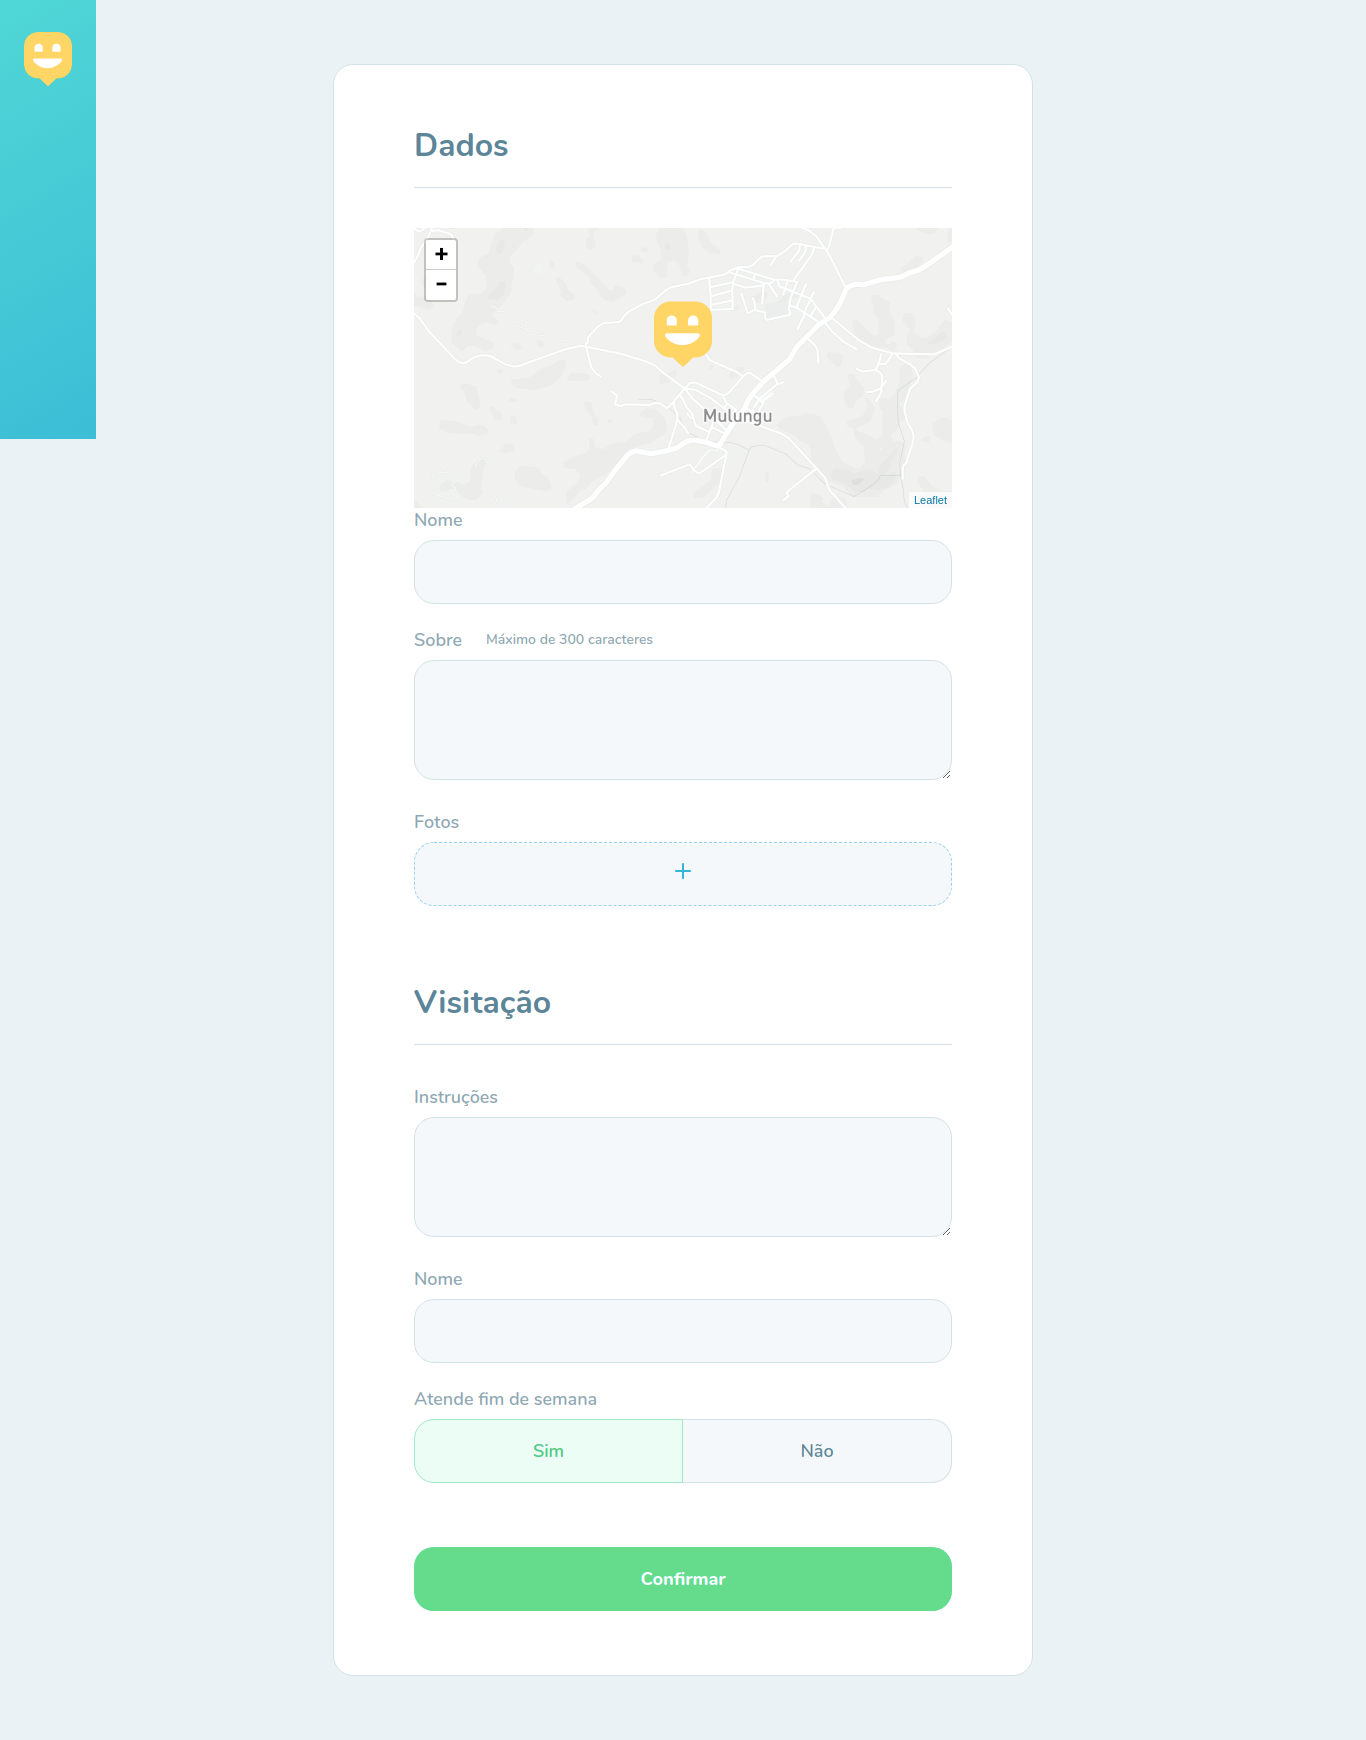 Dados
+
−
Mulungu
Leaflet
Nome
Sobre Máximo de 300 caracteres
Fotos
+
Visitação
Instruções
Nome
Atende fim de semana
Sim Não
Confirmar